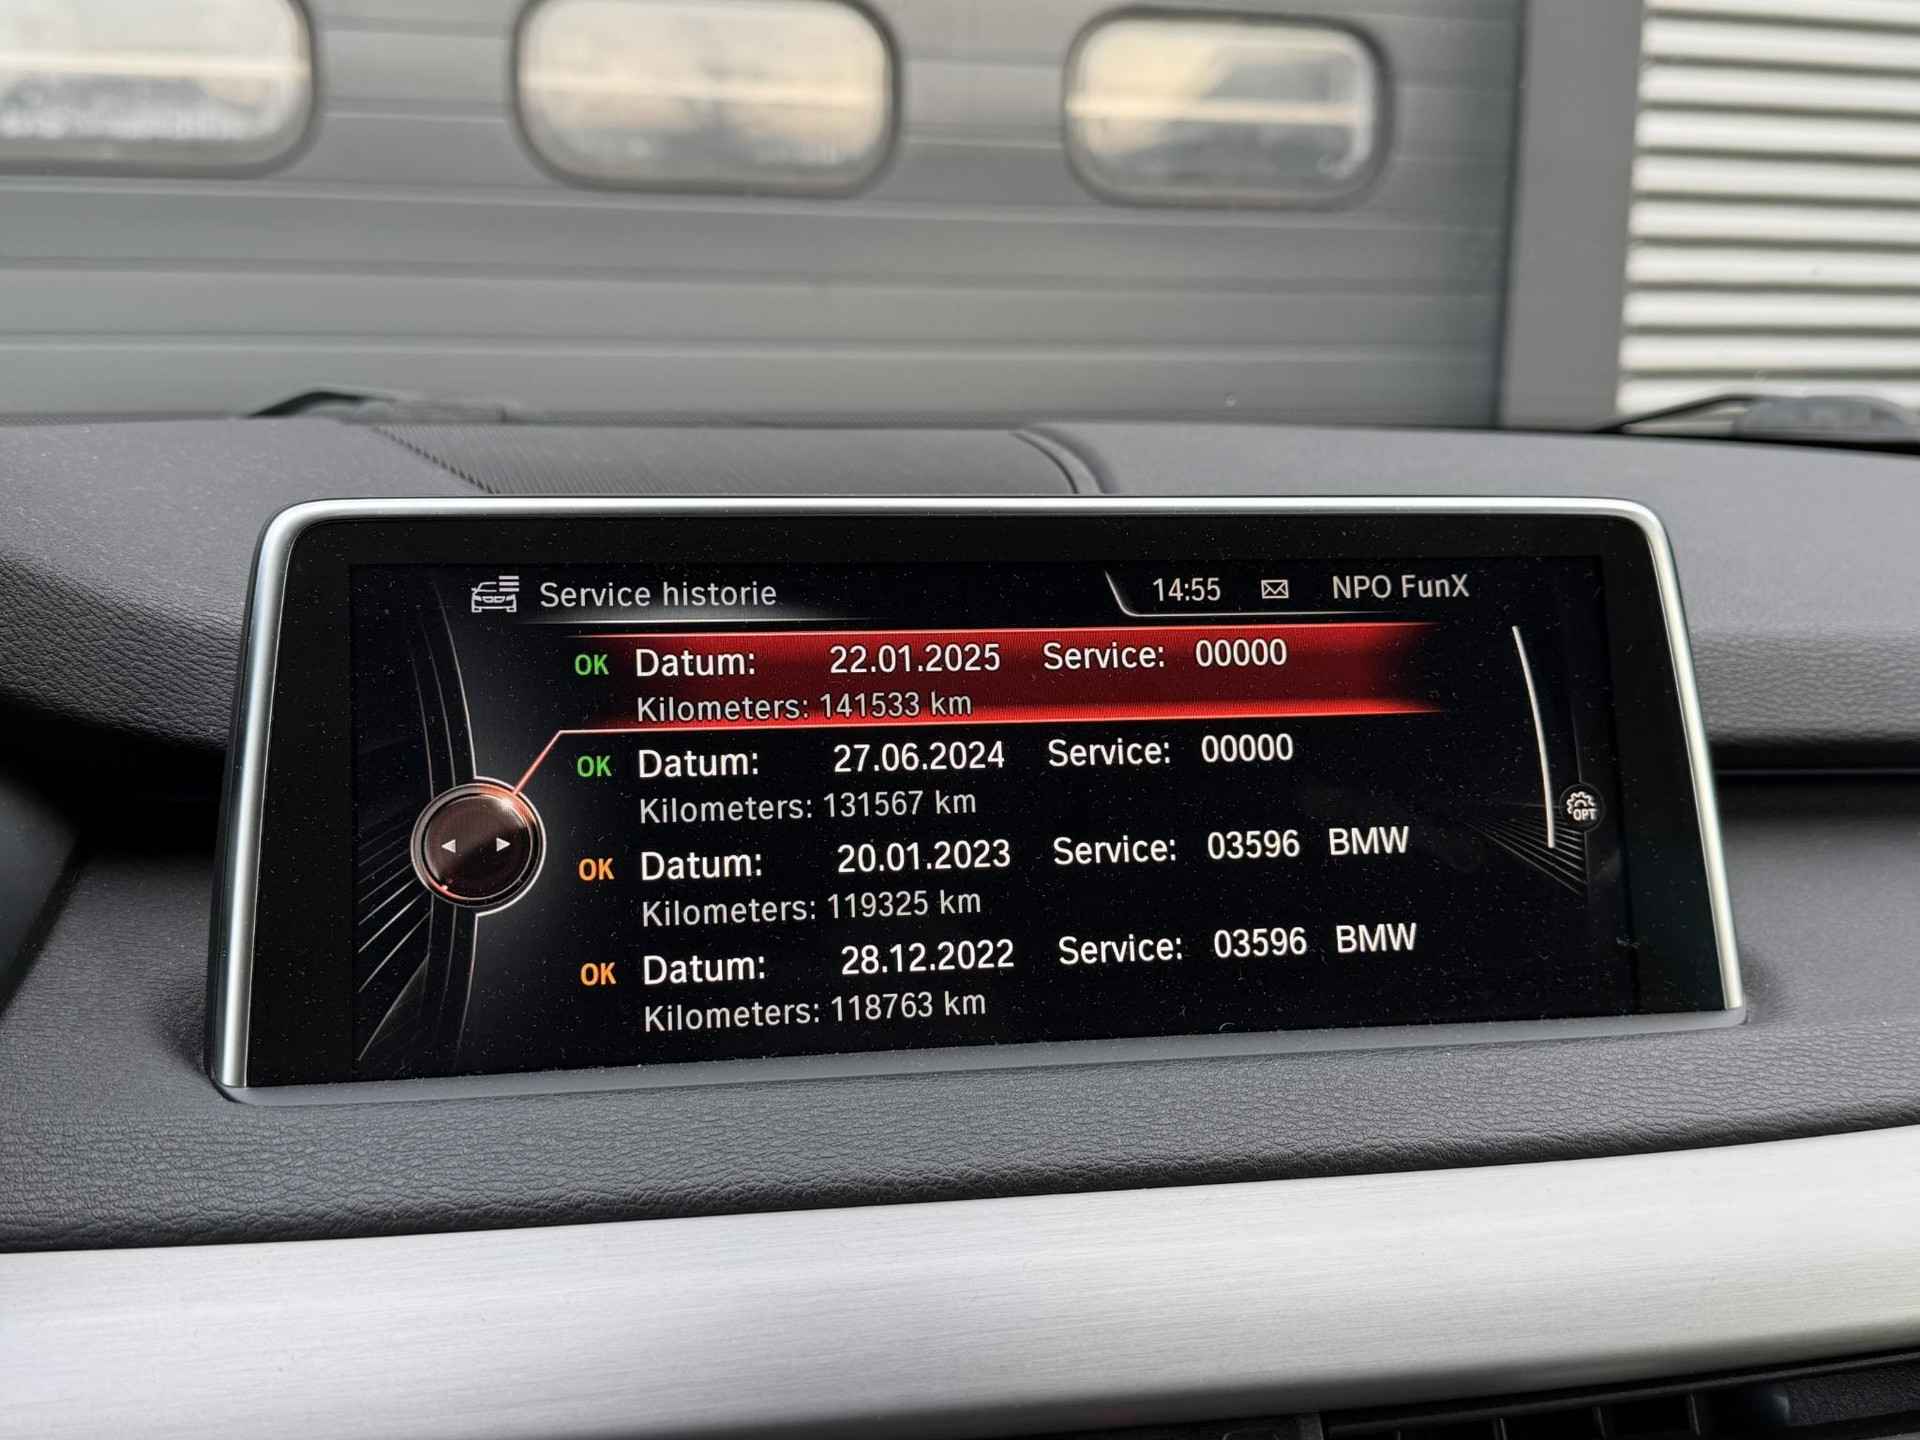 Service historie 14:55 NPO FunX
OK Datum: 22.01.2025 Service: 00000
Kilometers: 141533 km
OK Datum: 27.06.2024 Service: 00000
Kilometers: 131567 km
OPT
OK Datum: 20.01.2023 Service: 03596 BMW
Kilometers: 119325 km
OK Datum: 28.12.2022 Service: 03596 BMW
Kilometers: 118763 km